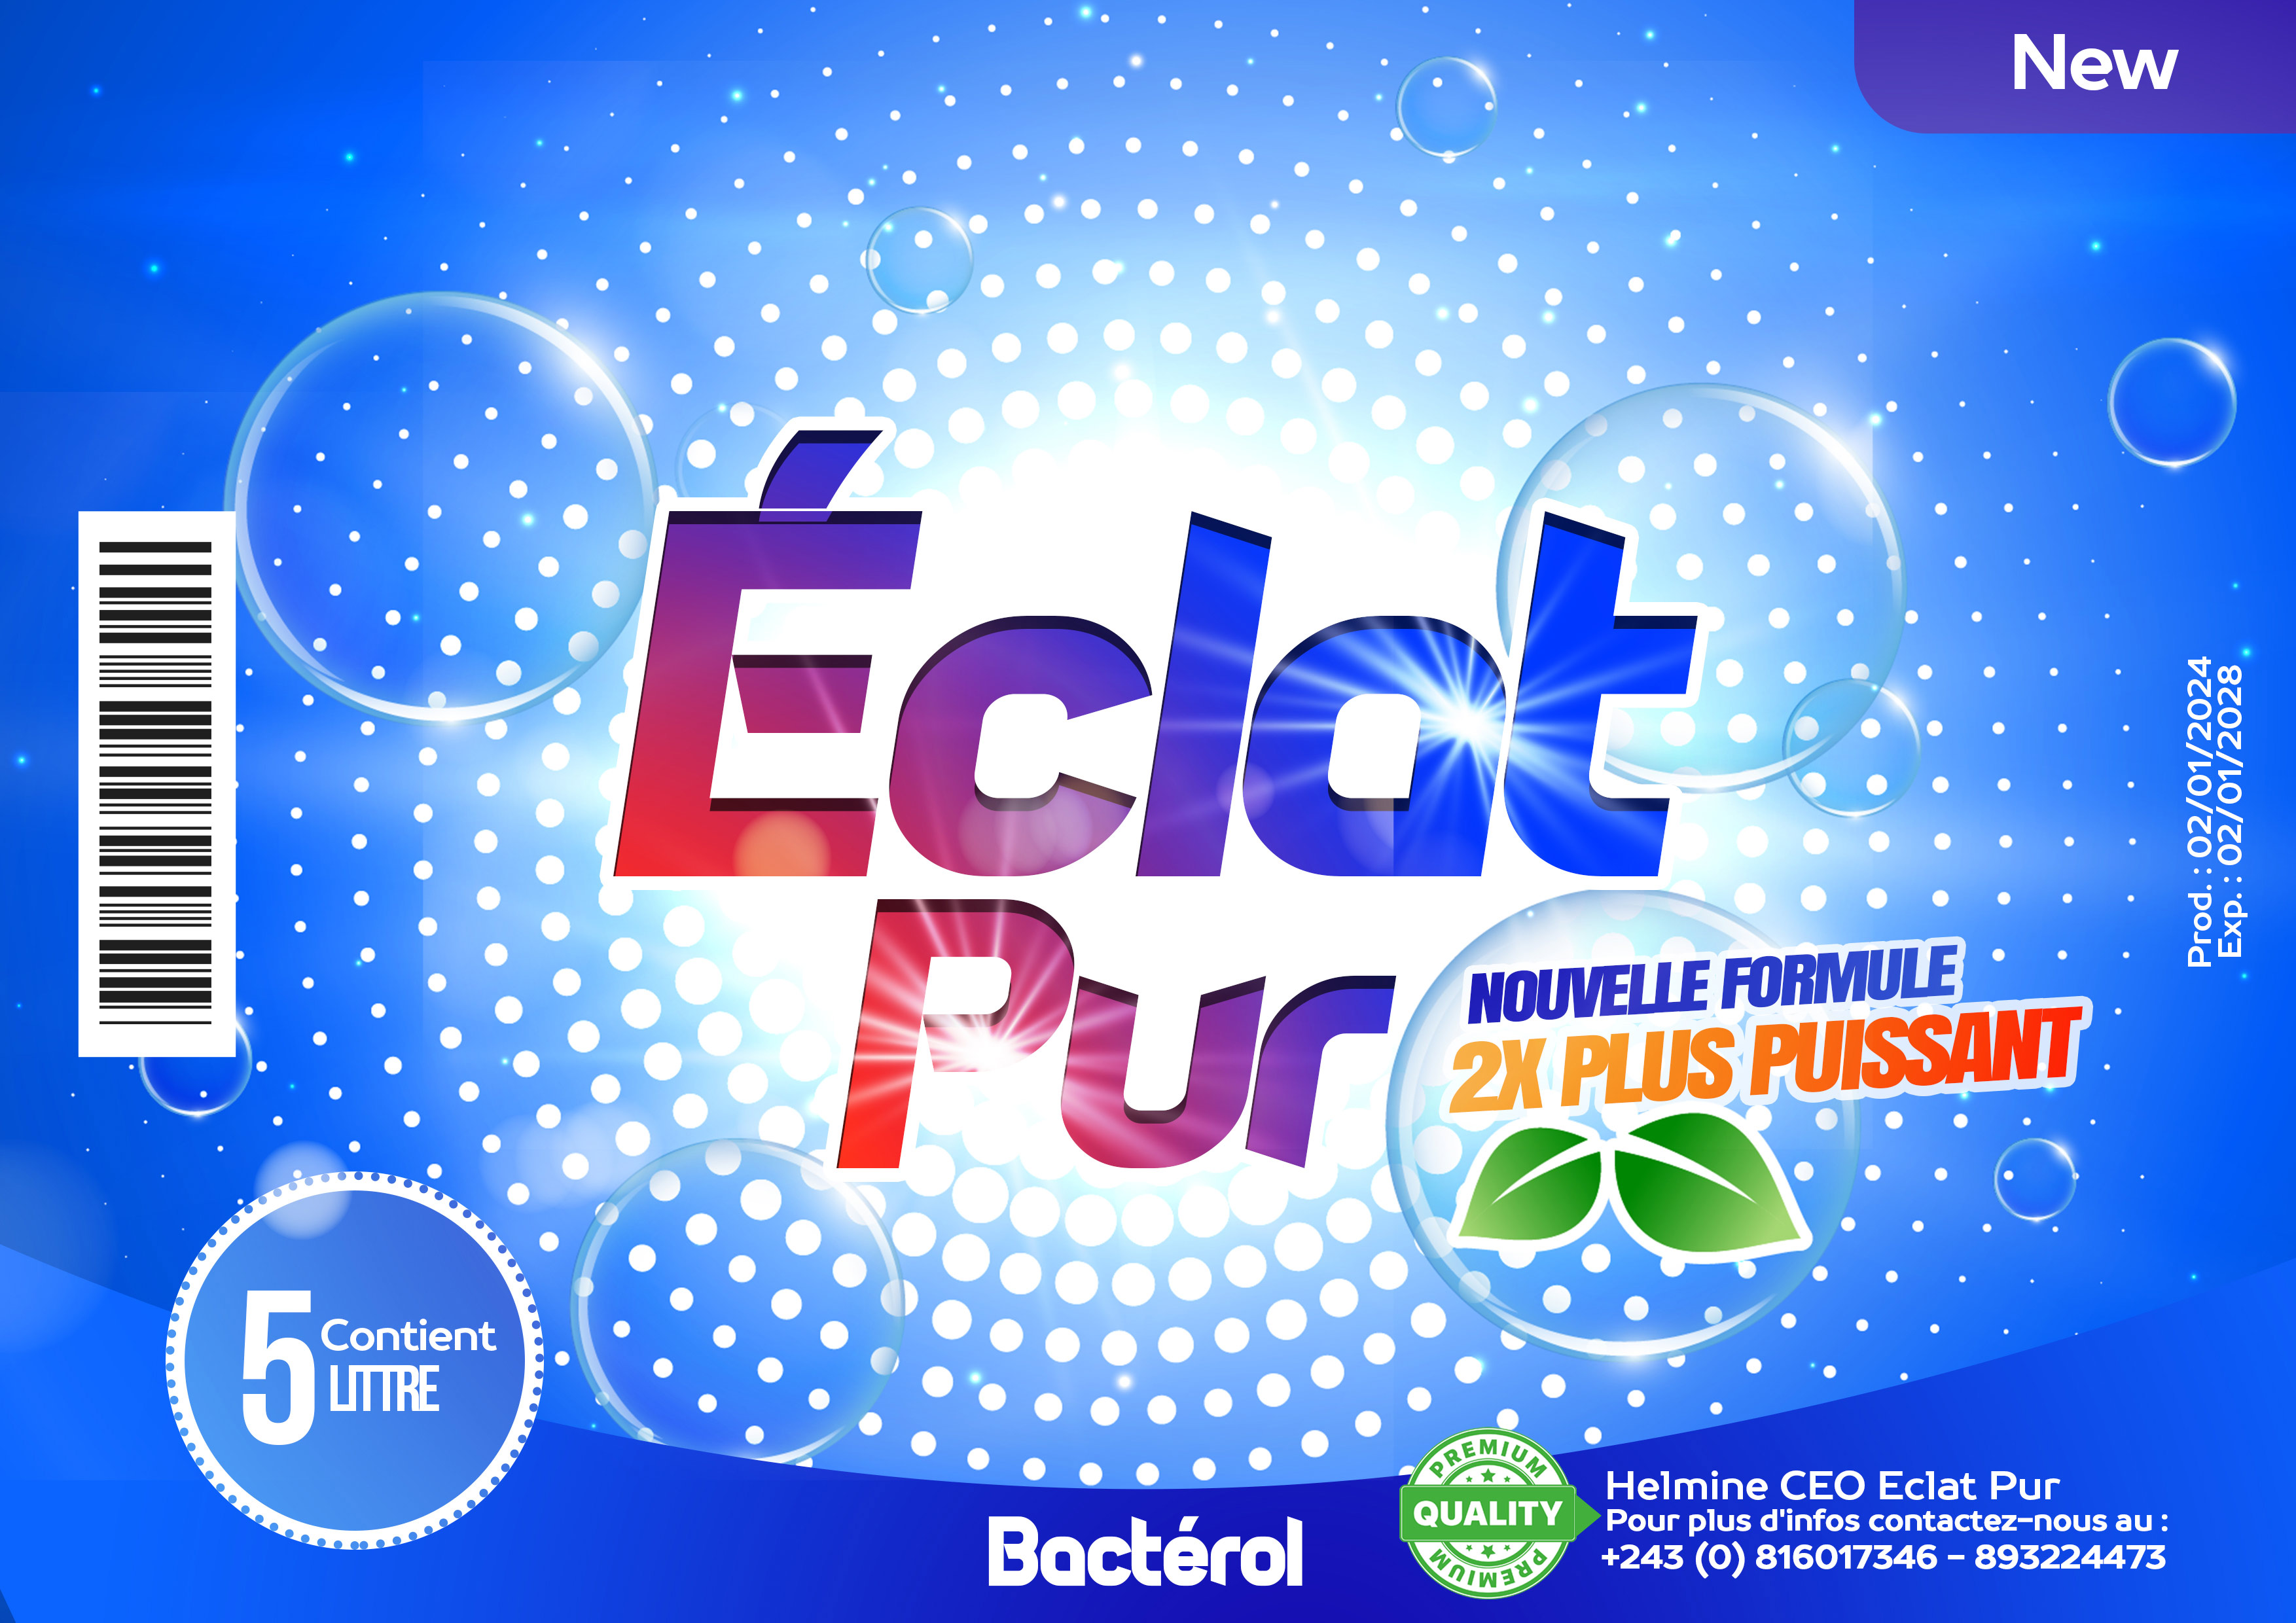 New
Éclat
Pur
Prod. : 02/01/2024
Exp. : 02/01/2028
NOUVELLE FORMULE
2X PLUS PUISSANT
5 Contient
LITTRE
Bactérol
PREMIUM
QUALITY
PREMIUM
Helmine CEO Eclat Pur
Pour plus d'infos contactez-nous au :
+243 (0) 816017346 - 893224473